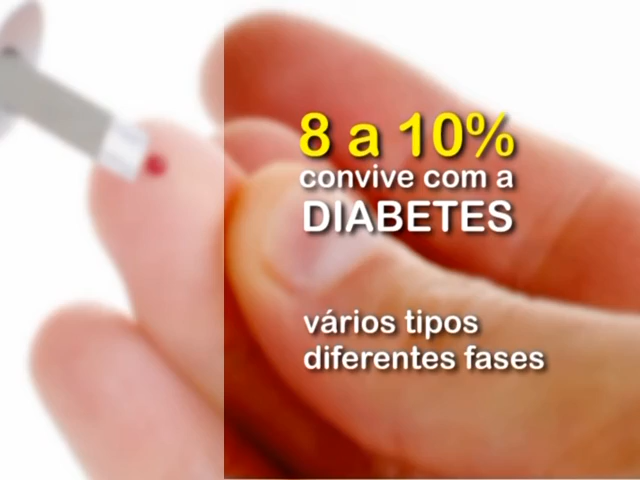 8 a 10%
convive com a
DIABETES
vários tipos
diferentes fases